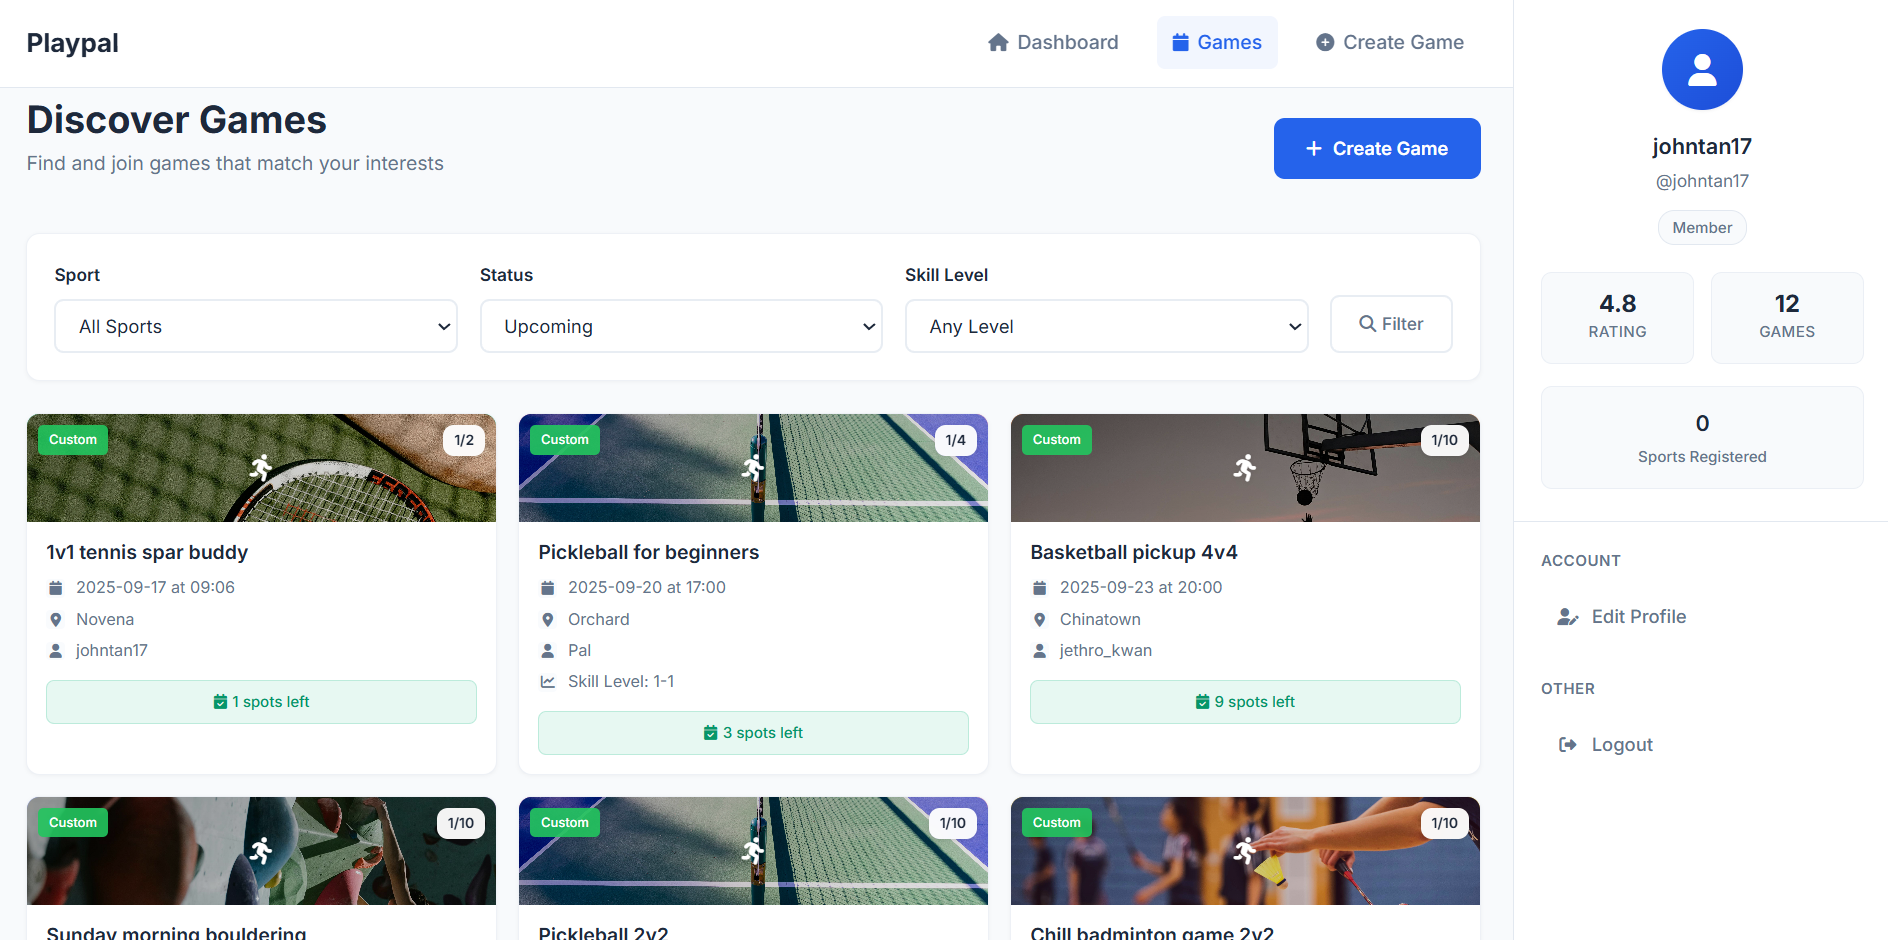 Playpal
Dashboard
Games
Create Game
Discover Games
Find and join games that match your interests
Create Game
Sport
All Sports
Status
Upcoming
Skill Level
Any Level
Filter
Custom
1/2
1v1 tennis spar buddy
2025-09-17 at 09:06
Novena
johntan17
1 spots left
Custom
1/4
Pickleball for beginners
2025-09-20 at 17:00
Orchard
Pal
Skill Level: 1-1
3 spots left
Custom
1/10
Basketball pickup 4v4
2025-09-23 at 20:00
Chinatown
jethro_kwan
9 spots left
Custom
1/10
Sunday morning bouldering
Custom
1/10
Pickleball 2v2
Custom
1/10
Chill badminton game 2v2
johntan17
@johntan17
Member
4.8
RATING
12
GAMES
0
Sports Registered
ACCOUNT
Edit Profile
OTHER
Logout